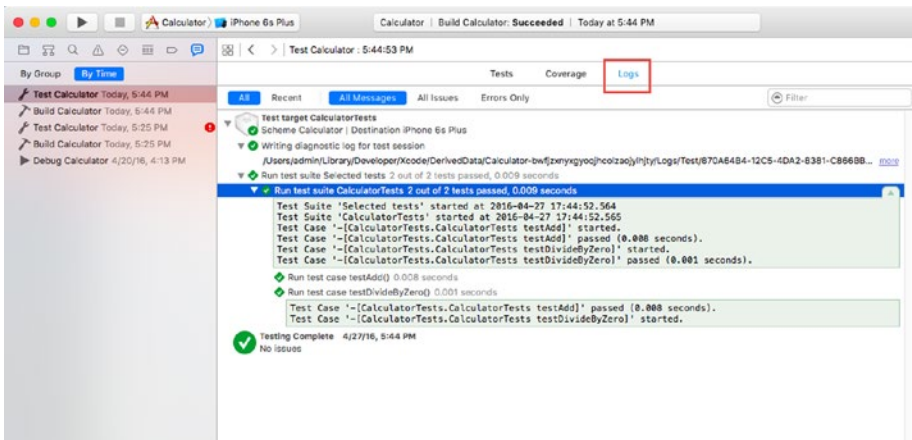 Calculator iPhone 6s Plus
Calculator | Build Calculator: Succeeded | Today at 5:44 PM
Test Calculator : 5:44:53 PM
By Group By Time
Tests Coverage Logs
Test Calculator Today, 5:44 PM
Build Calculator Today, 5:44 PM
Test Calculator Today, 5:25 PM
Build Calculator Today, 5:25 PM
Debug Calculator 4/20/16, 4:13 PM
All Recent All Messages All Issues Errors Only Filter
Test target CalculatorTests
Scheme Calculator | Destination iPhone 6s Plus
Writing diagnostic log for test session
/Users/admin/Library/Developer/Xcode/DerivedData/ more
Run test suite Selected tests 2 out of 2 tests passed, 0.009 seconds
Run test suite CalculatorTests 2 out of 2 tests passed, 0.009 seconds
Test Suite 'Selected tests' started at 2016-04-27 17:44:52.564
Test Suite 'CalculatorTests' started at 2016-04-27 17:44:52.565
Test Case '-[CalculatorTests.CalculatorTests testAdd]' started.
Test Case '-[CalculatorTests.CalculatorTests testAdd]' passed (0.008 seconds).
Test Case '-[CalculatorTests.CalculatorTests testDivideByZero]' started.
Test Case '-[CalculatorTests.CalculatorTests testDivideByZero]' passed (0.001 seconds).
Run test case testAdd() 0.008 seconds
Run test case testDivideByZero() 0.001 seconds
Test Case '-[CalculatorTests.CalculatorTests testAdd]' passed (0.008 seconds).
Test Case '-[CalculatorTests.CalculatorTests testDivideByZero]' started.
Testing Complete 4/27/16, 5:44 PM
No issues